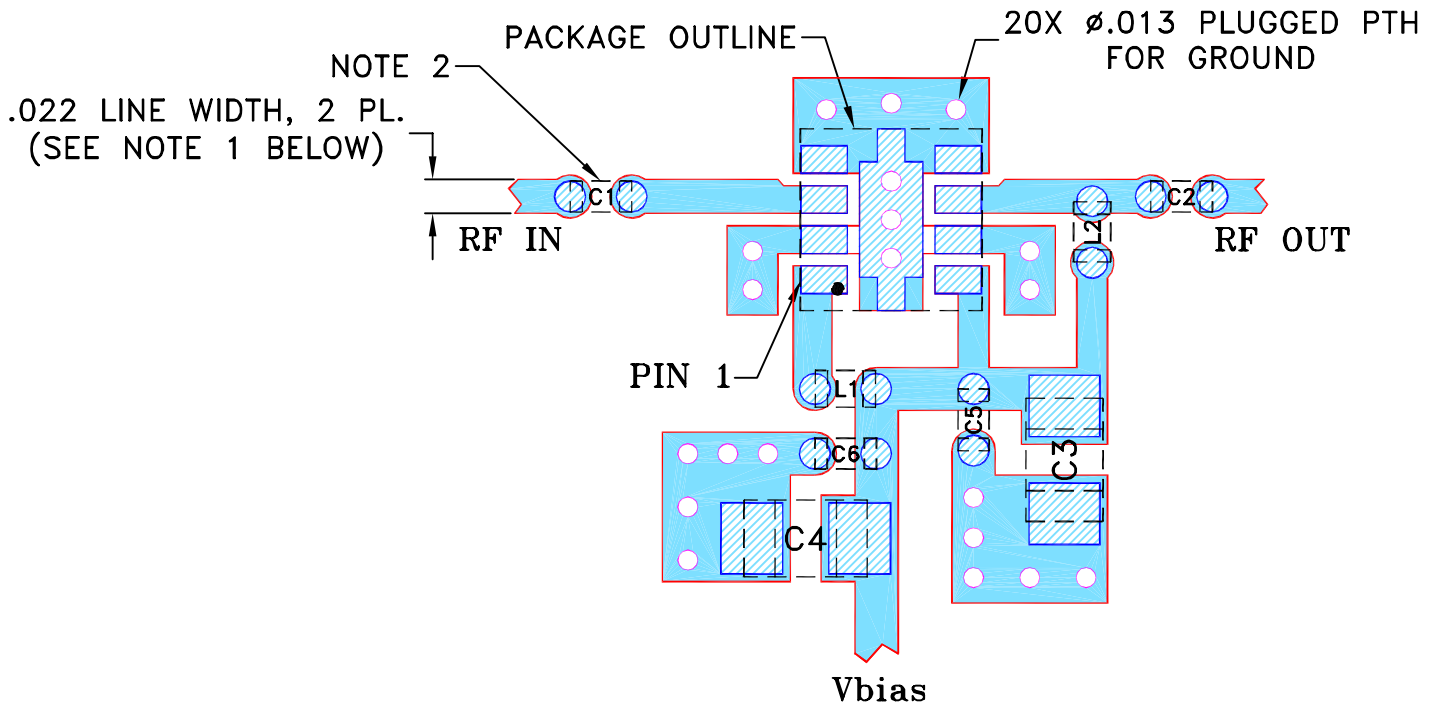 20X ø.013 PLUGGED PTH
FOR GROUND
PACKAGE OUTLINE
NOTE 2
.022 LINE WIDTH, 2 PL.
(SEE NOTE 1 BELOW)
C1
C2
RF IN
L2
RF OUT
PIN 1
L1
C5
C6
C3
C4
Vbias